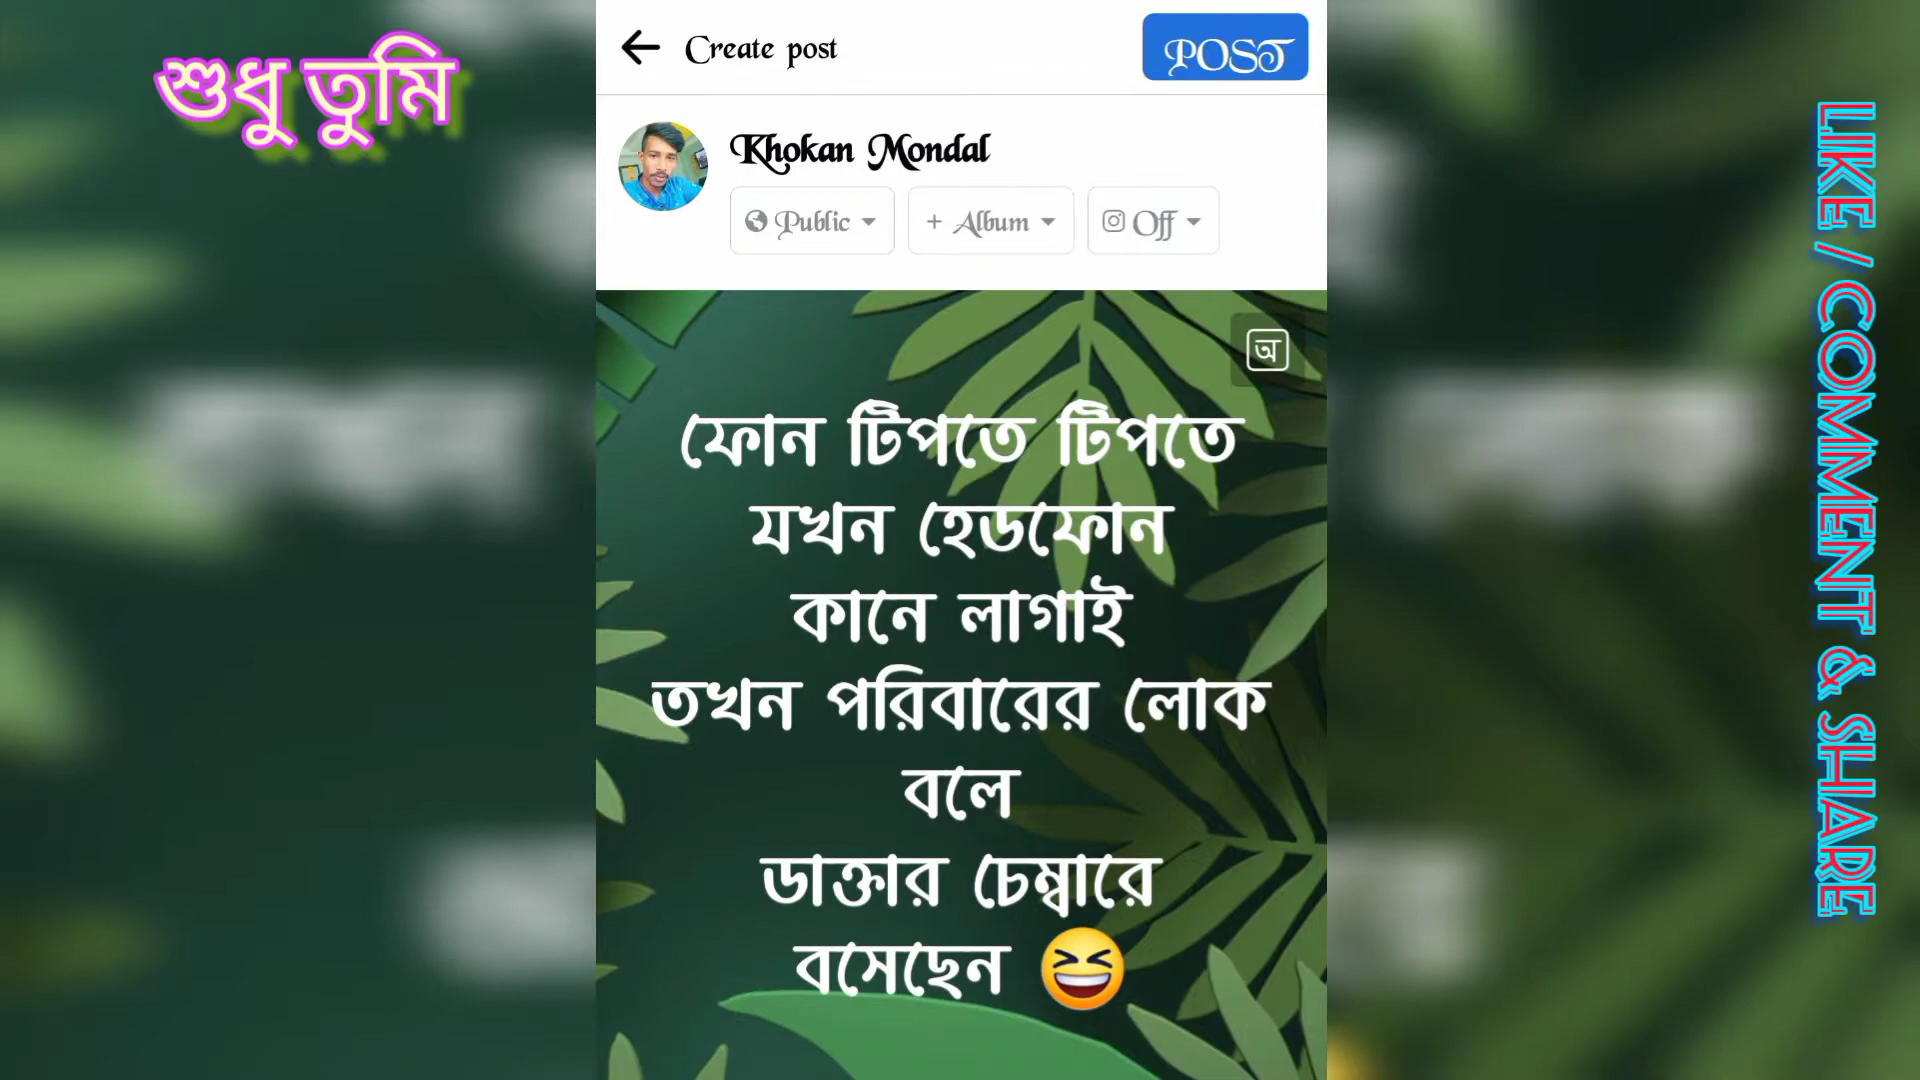 শুধু তুমি
Create post
POST
Khokan Mondal
Public
+ Album
Off
অ
ফোন টিপতে টিপতে
যখন হেডফোন
কানে লাগাই
তখন পরিবারের লোক
বলে
ডাক্তার চেম্বারে
বসেছেন 😆
LIKE / COMMENT & SHARE